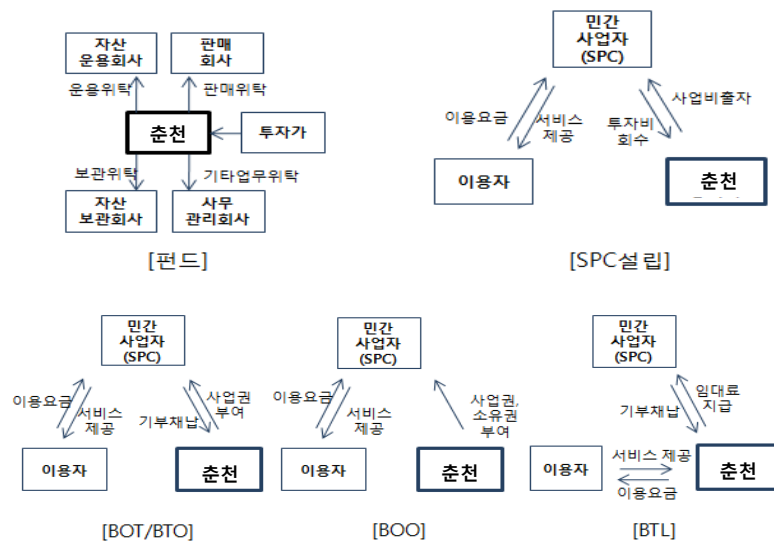 자산
운용회사
판매
회사
운용위탁
판매위탁
춘천
투자가
보관위탁
기타업무위탁
자산
보관회사
사무
관리회사
[펀드]
민간
사업자
(SPC)
이용요금
서비스
제공
사업비출자
투자비
회수
이용자
춘천
[SPC설립]
민간
사업자
(SPC)
이용요금
서비스
제공
사업권
부여
기부채납
이용자
춘천
[BOT/BTO]
민간
사업자
(SPC)
이용요금
서비스
제공
사업권,
소유권
부여
이용자
춘천
[BOO]
민간
사업자
(SPC)
임대료
지급
기부채납
이용자
서비스 제공
이용요금
춘천
[BTL]